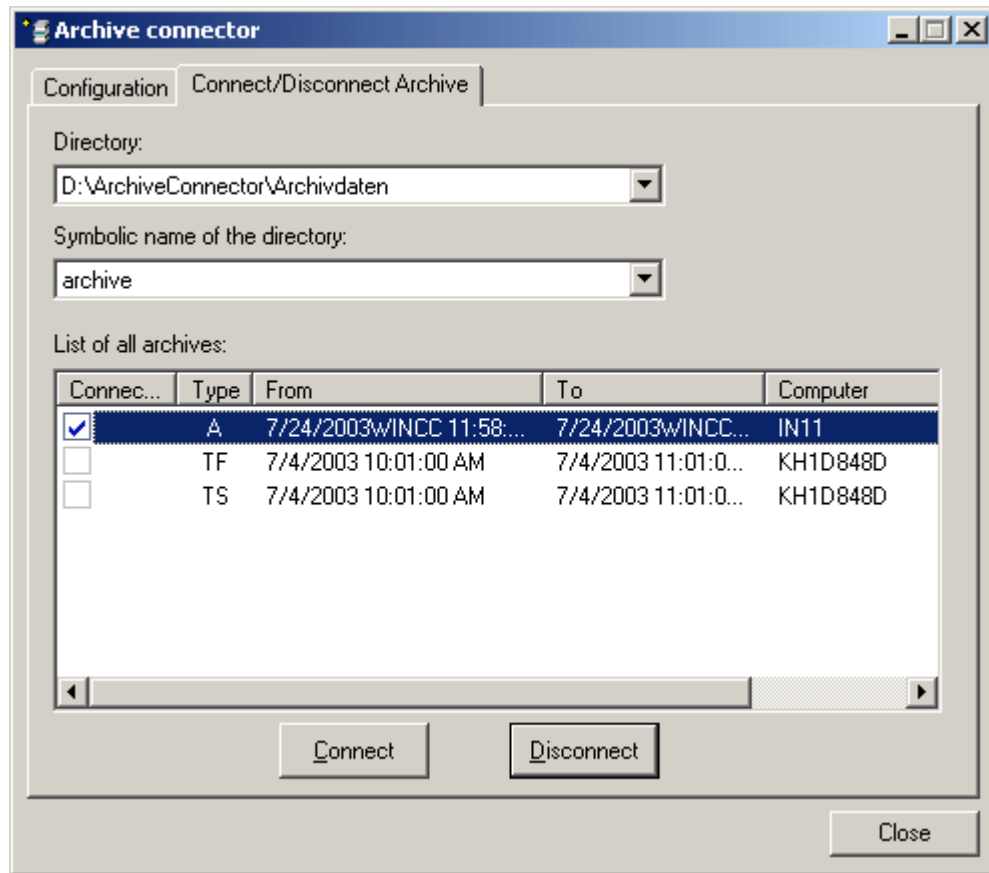 Archive connector
Configuration Connect/Disconnect Archive
Directory:
D:\ArchiveConnector\Archivdaten
Symbolic name of the directory:
archive
List of all archives:
Connec... Type From To Computer
A 7/24/2003WINCC 11:58:... 7/24/2003WINCC... IN11
TF 7/4/2003 10:01:00 AM 7/4/2003 11:01:0... KH1D848D
TS 7/4/2003 10:01:00 AM 7/4/2003 11:01:0... KH1D848D
Connect Disconnect
Close